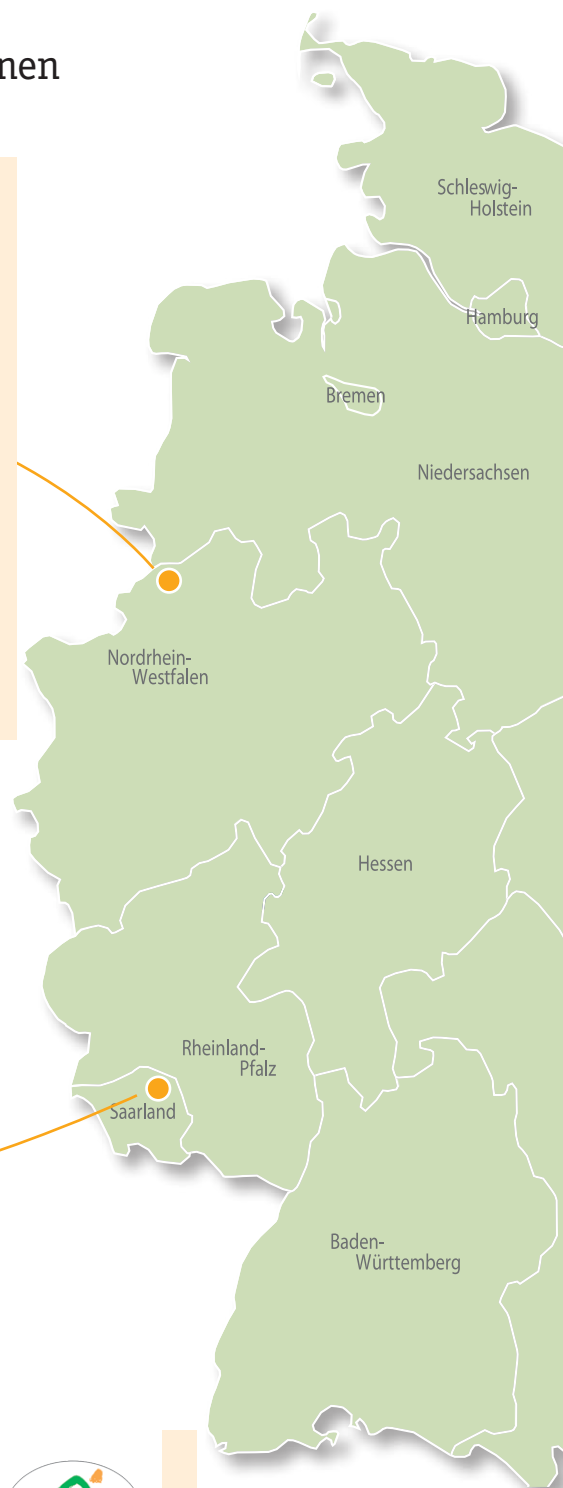 nen
Schleswig-
Holstein
Hamburg
Bremen
Niedersachsen
Nordrhein-
Westfalen
Hessen
Rheinland-
Pfalz
Saarland
Baden-
Württemberg